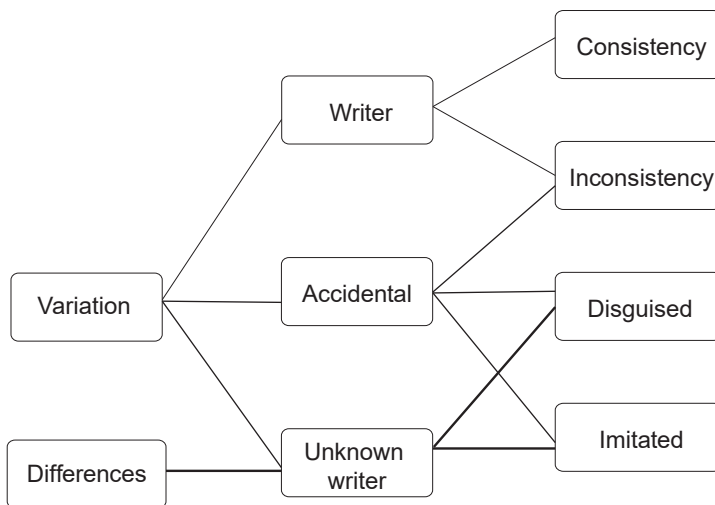 Consistency
Writer
Inconsistency
Accidental
Variation
Disguised
Imitated
Unknown
writer
Differences